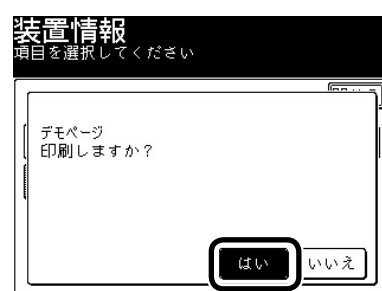 装置情報
項目を選択してください
デモページ
印刷しますか？
はい
いいえ